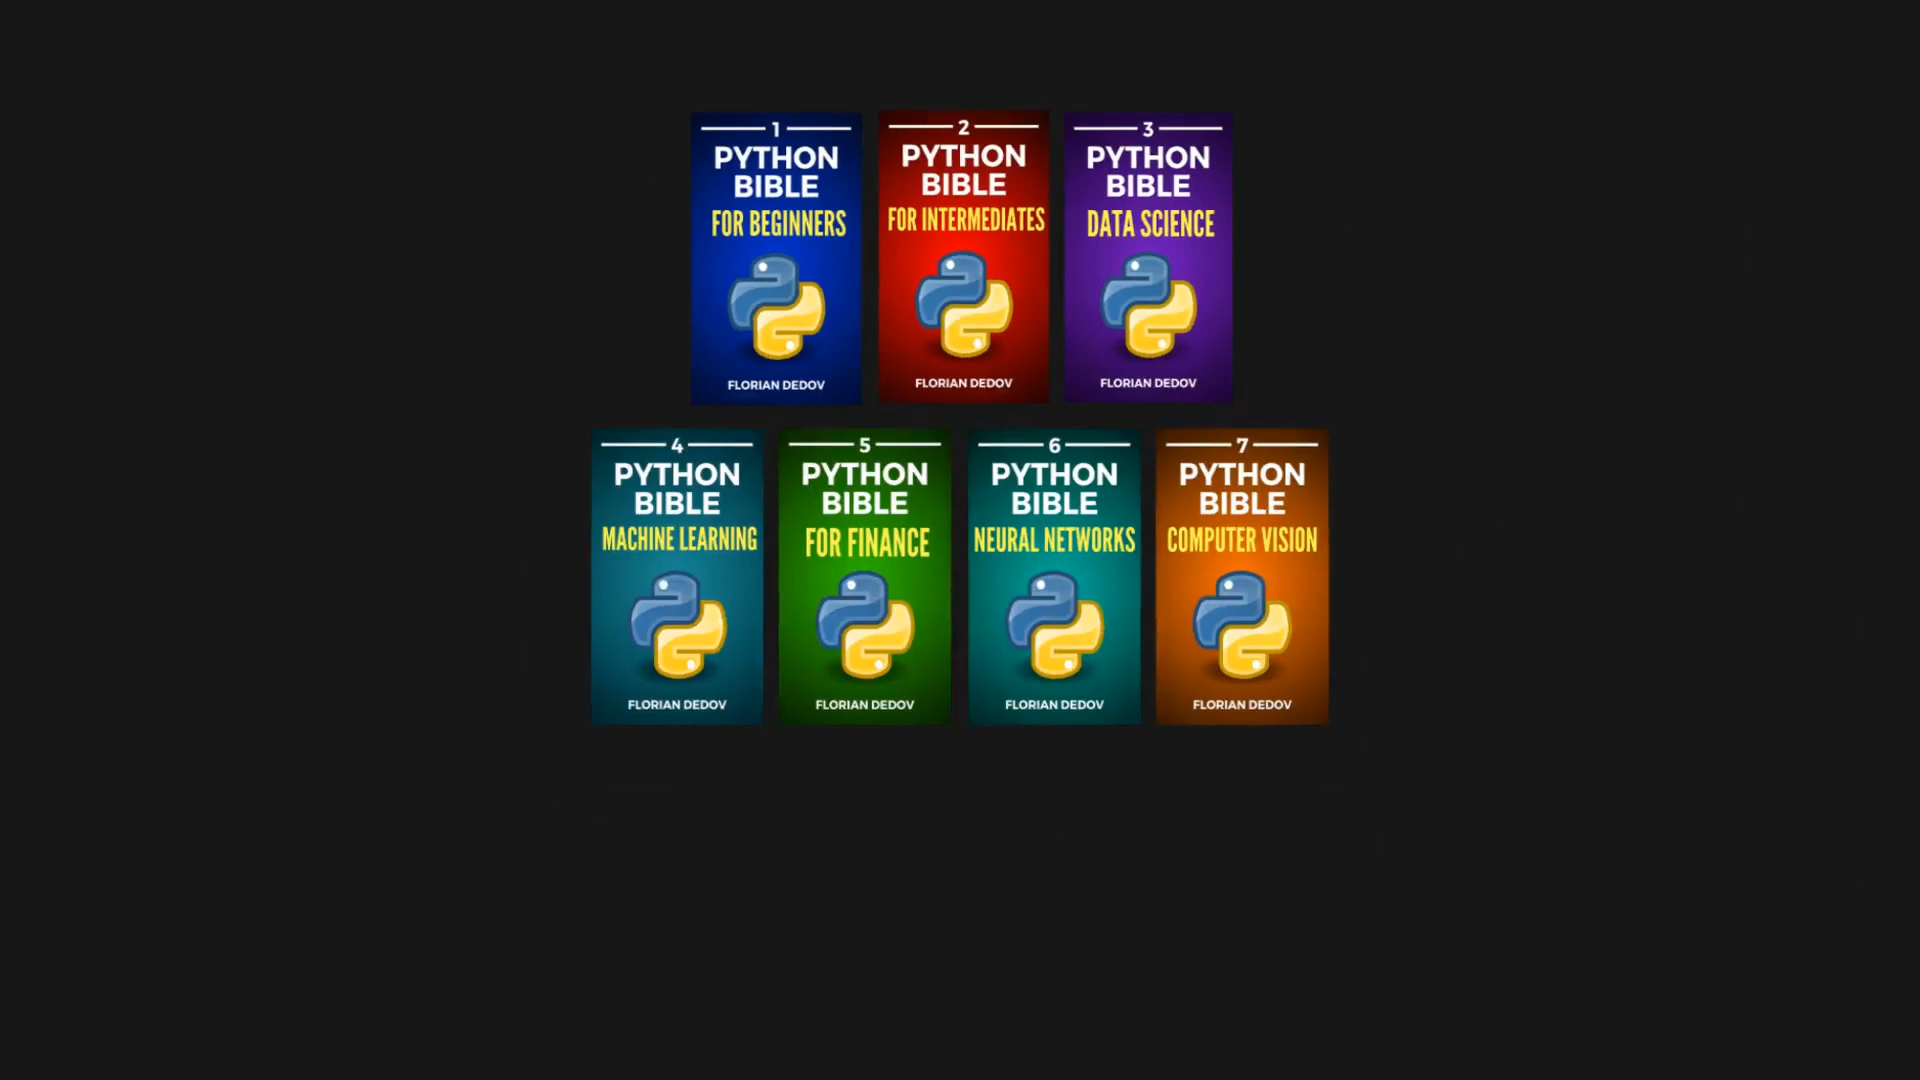 1
PYTHON
BIBLE
FOR BEGINNERS
FLORIAN DEDOV
2
PYTHON
BIBLE
FOR INTERMEDIATES
FLORIAN DEDOV
3
PYTHON
BIBLE
DATA SCIENCE
FLORIAN DEDOV
4
PYTHON
BIBLE
MACHINE LEARNING
FLORIAN DEDOV
5
PYTHON
BIBLE
FOR FINANCE
FLORIAN DEDOV
6
PYTHON
BIBLE
NEURAL NETWORKS
FLORIAN DEDOV
7
PYTHON
BIBLE
COMPUTER VISION
FLORIAN DEDOV